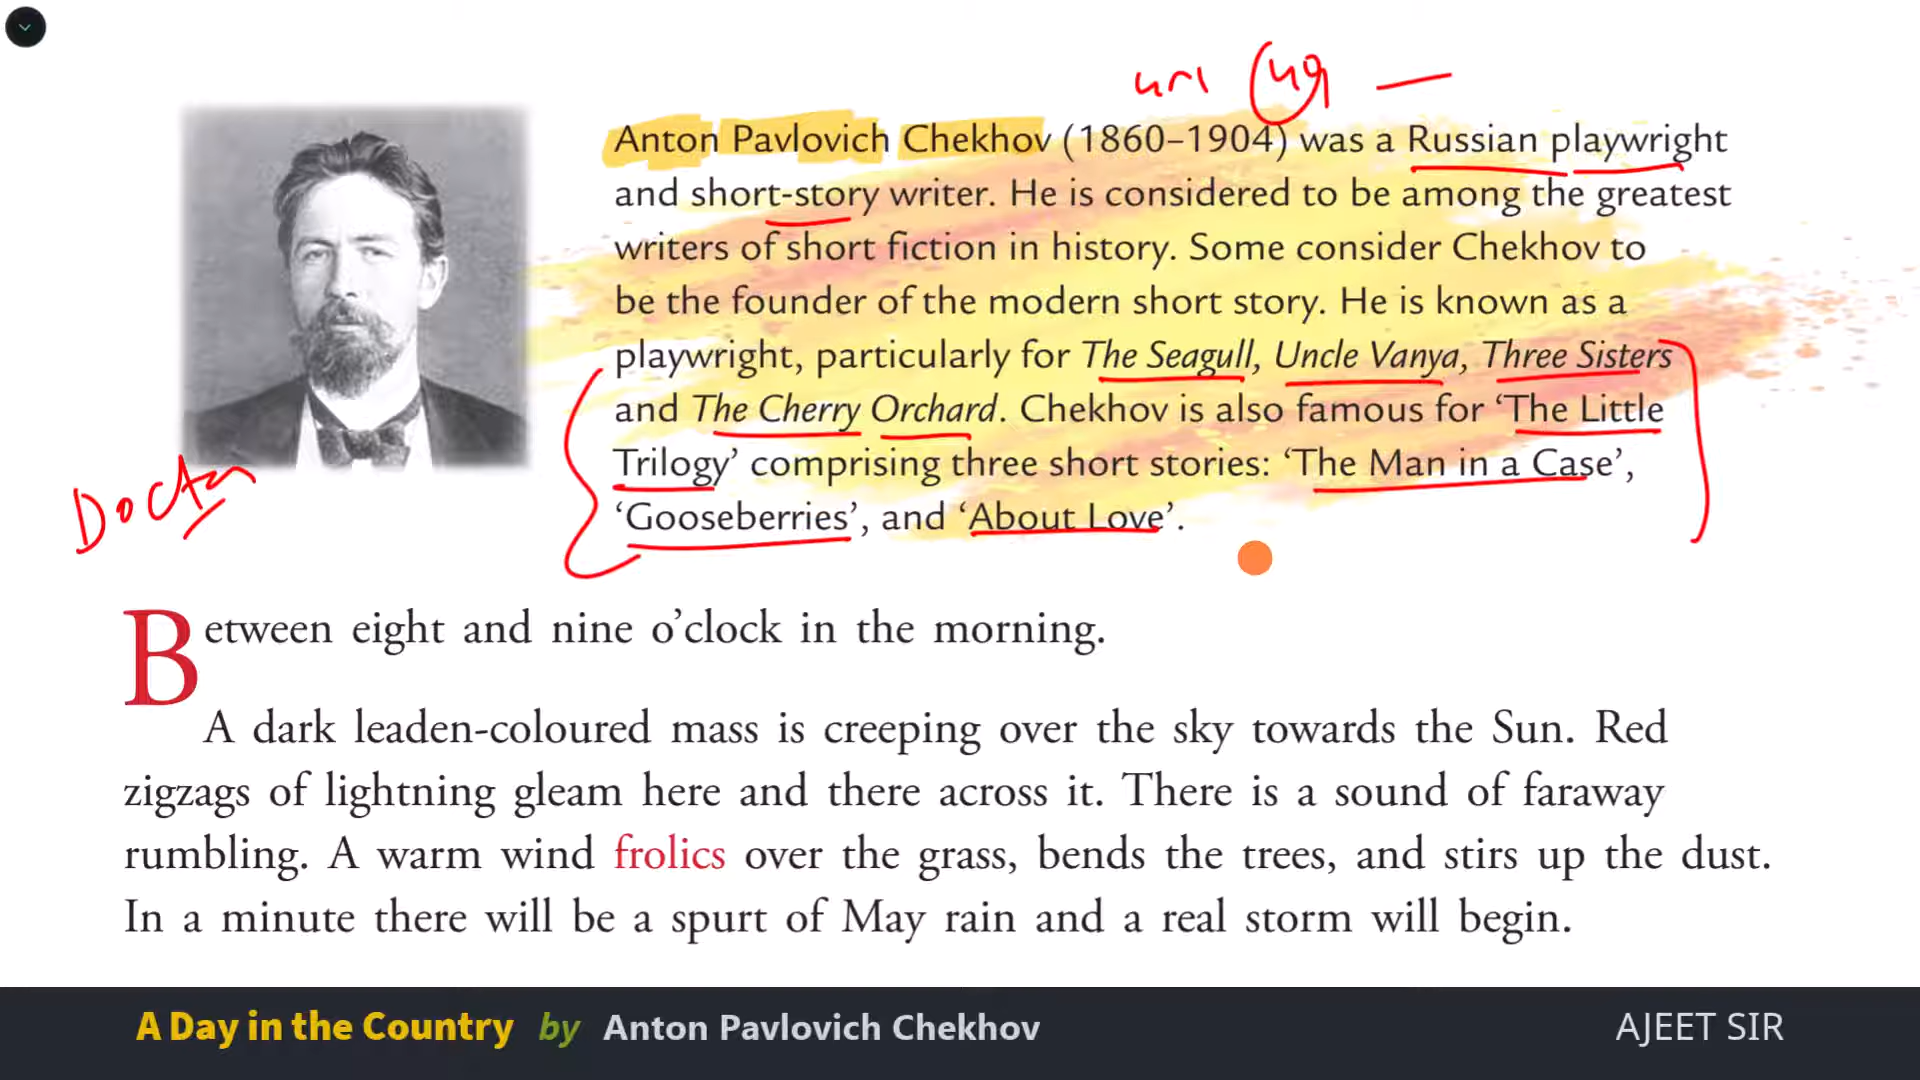 Anton Pavlovich Chekhov (1860–1904) was a Russian playwright
and short-story writer. He is considered to be among the greatest
writers of short fiction in history. Some consider Chekhov to
be the founder of the modern short story. He is known as a
playwright, particularly for The Seagull, Uncle Vanya, Three Sisters
and The Cherry Orchard. Chekhov is also famous for ‘The Little
Trilogy’ comprising three short stories: ‘The Man in a Case’,
‘Gooseberries’, and ‘About Love’.
Doctor
Between eight and nine o’clock in the morning.
A dark leaden-coloured mass is creeping over the sky towards the Sun. Red
zigzags of lightning gleam here and there across it. There is a sound of faraway
rumbling. A warm wind frolics over the grass, bends the trees, and stirs up the dust.
In a minute there will be a spurt of May rain and a real storm will begin.
A Day in the Country by Anton Pavlovich Chekhov
AJEET SIR